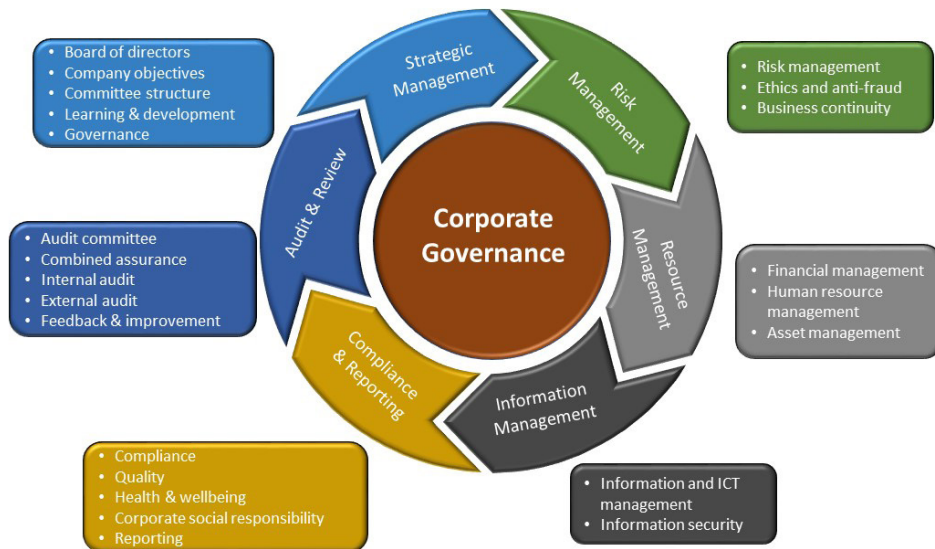 Corporate
Governance
Strategic
Management
• Board of directors
• Company objectives
• Committee structure
• Learning & development
• Governance
Risk
Management
• Risk management
• Ethics and anti-fraud
• Business continuity
Resource
Management
• Financial management
• Human resource
management
• Asset management
Information
Management
• Information and ICT
management
• Information security
Compliance
& Reporting
• Compliance
• Quality
• Health & wellbeing
• Corporate social responsibility
• Reporting
Audit & Review
• Audit committee
• Combined assurance
• Internal audit
• External audit
• Feedback & improvement